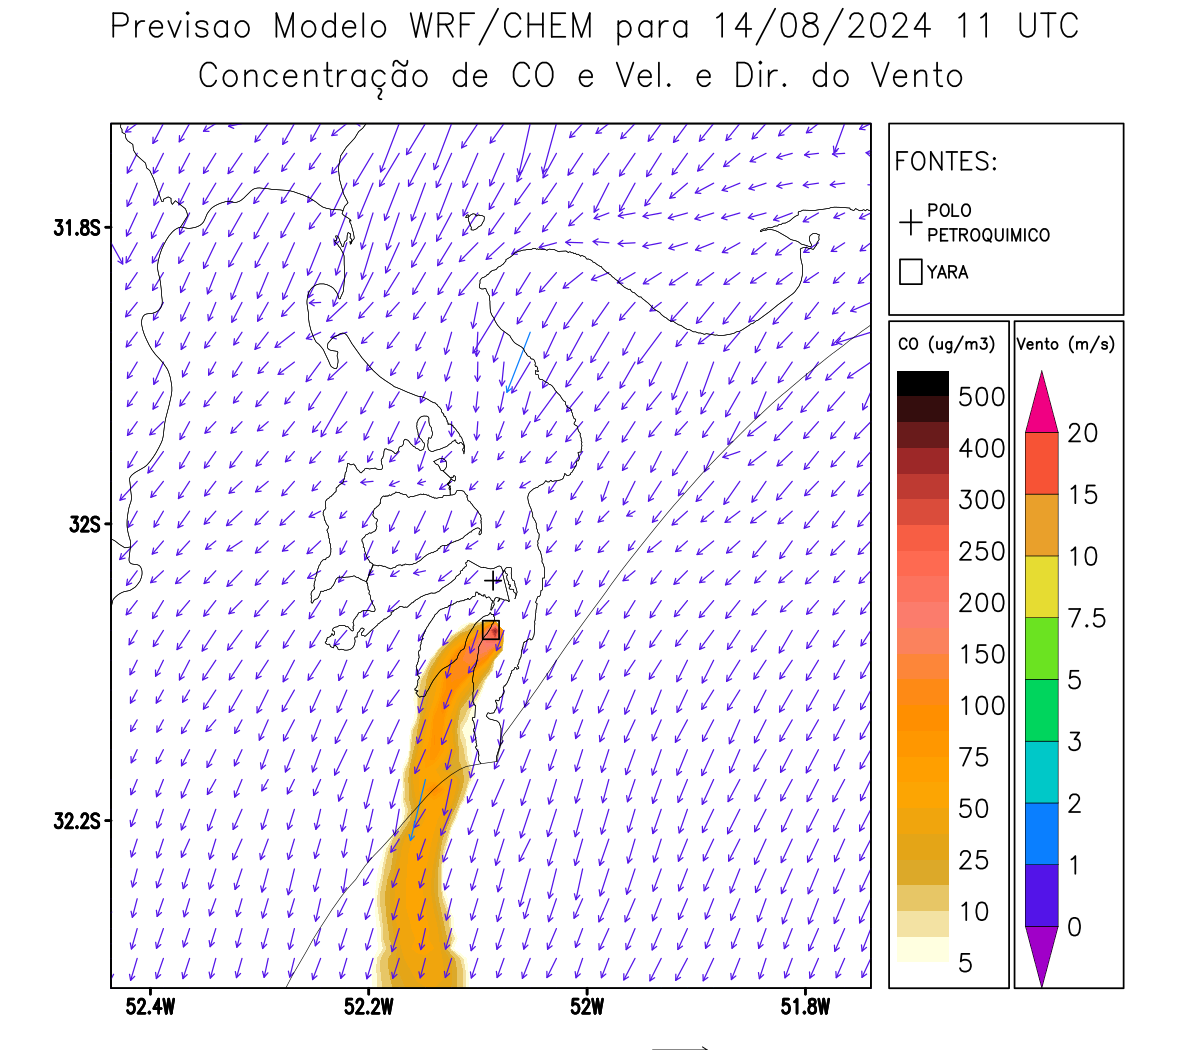 Previsao Modelo WRF/CHEM para 14/08/2024 11 UTC
Concentração de CO e Vel. e Dir. do Vento
FONTES:
POLO
PETROQUIMICO
YARA
31.8S
32S
32.2S
52.4W
52.2W
52W
51.8W
CO (ug/m3)
500
400
300
250
200
150
100
75
50
25
10
5
Vento (m/s)
20
15
10
7.5
5
3
2
1
0